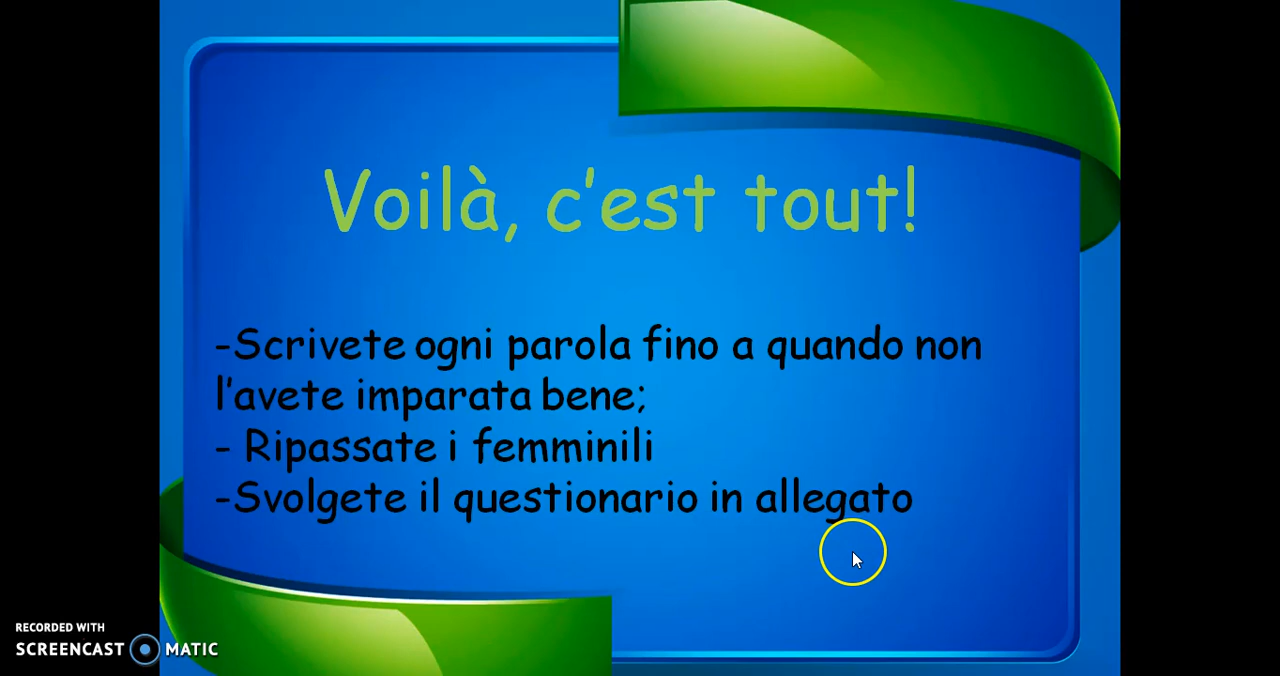 Voilà, c'est tout!
-Scrivete ogni parola fino a quando non
l'avete imparata bene;
- Ripassate i femminili
-Svolgete il questionario in allegato
RECORDED WITH
SCREENCAST MATIC